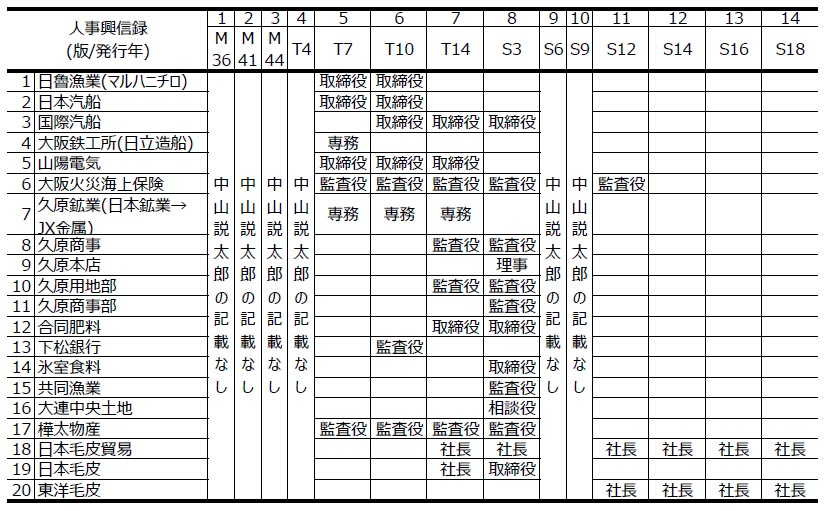 人事興信録 (版/発行年) 1 2 3 4 5 6 7 8 9 10 11 12 13 14
M36 M41 M44 T4 T7 T10 T14 S3 S6 S9 S12 S14 S16 S18
中山説太郎の記載なし
中山説太郎の記載なし
中山説太郎の記載なし
中山説太郎の記載なし
中山説太郎の記載なし
中山説太郎の記載なし
1 日魯漁業(マルハニチロ) 取締役 取締役
2 日本汽船 取締役 取締役
3 国際汽船 取締役 取締役 取締役
4 大阪鉄工所(日立造船) 専務
5 山陽電気 取締役 取締役 取締役
6 大阪火災海上保険 監査役 監査役 監査役 監査役 監査役
7 久原鉱業(日本鉱業→JX金属) 専務 専務 専務
8 久原商事 監査役 監査役
9 久原本店 理事
10 久原用地部 監査役 監査役
11 久原商事部 監査役
12 合同肥料 取締役 取締役
13 下松銀行 監査役
14 氷室食料 取締役
15 共同漁業 監査役
16 大連中央土地 相談役
17 樺太物産 監査役 監査役 監査役 監査役
18 日本毛皮貿易 社長 社長 社長 社長 社長 社長
19 日本毛皮 社長 取締役
20 東洋毛皮 社長 社長 社長 社長